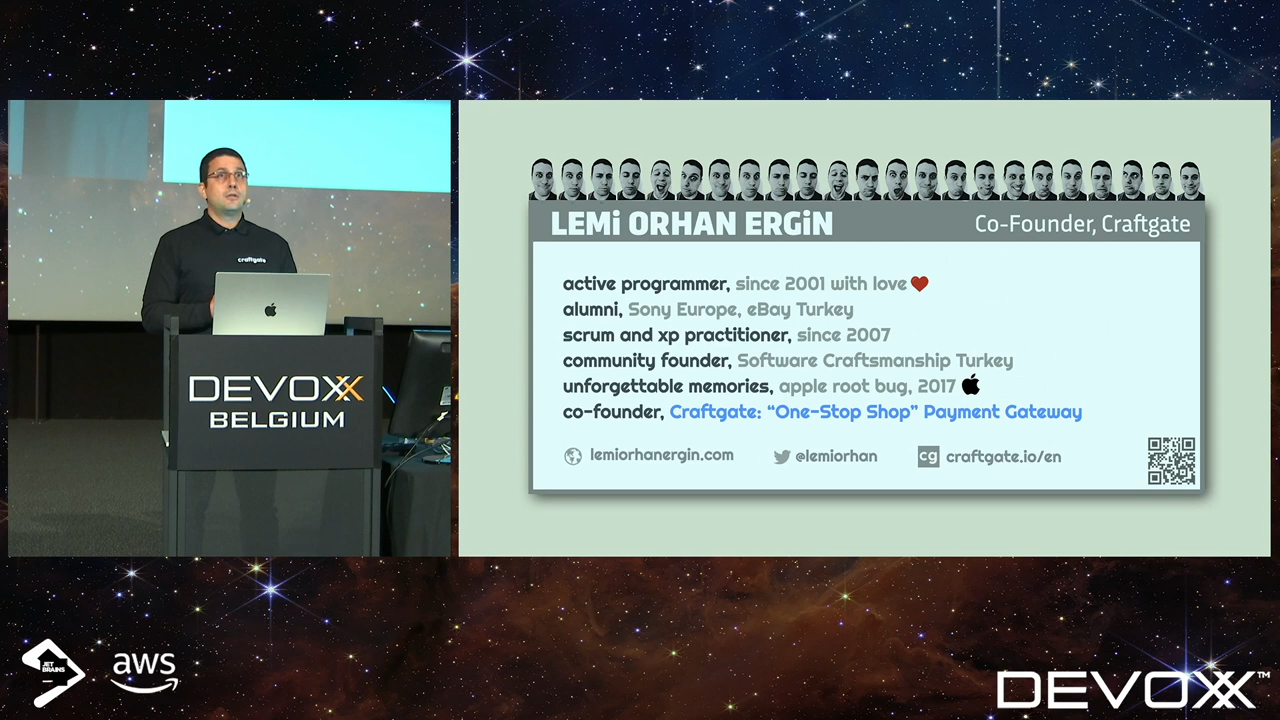 craftgate
DEVOXX
BELGIUM
LEMi ORHAN ERGiN
Co-Founder, Craftgate
active programmer, since 2001 with love
alumni, Sony Europe, eBay Turkey
scrum and xp practitioner, since 2007
community founder, Software Craftsmanship Turkey
unforgettable memories, apple root bug, 2017
co-founder, Craftgate: “One-Stop Shop” Payment Gateway
lemiorhanergin.com
@lemiorhan
cg craftgate.io/en
JET
BRAINS
aws
DEVOXX™